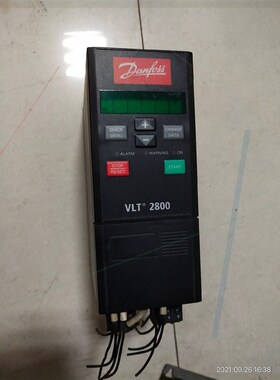 Danfoss
QUICK MENU
+
CHANGE DATA
−
ALARM WARNING ON
STOP RESET
START
VLT® 2800
2021.09.26 16:38